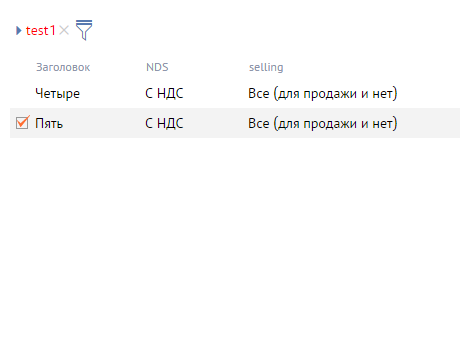 test1
Заголовок NDS selling
Четыре С НДС Все (для продажи и нет)
Пять С НДС Все (для продажи и нет)